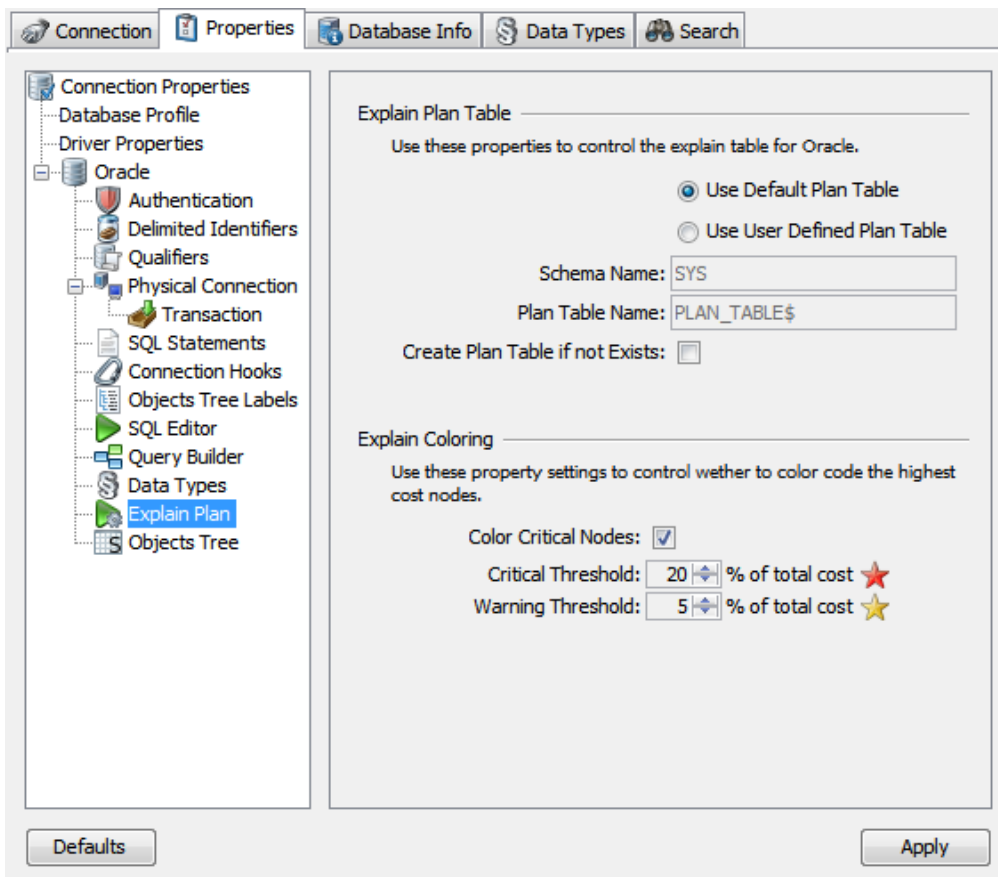 Connection Properties Database Info Data Types Search
Connection Properties
Database Profile
Driver Properties
Oracle
Authentication
Delimited Identifiers
Qualifiers
Physical Connection
Transaction
SQL Statements
Connection Hooks
Objects Tree Labels
SQL Editor
Query Builder
Data Types
Explain Plan
Objects Tree
Explain Plan Table
Use these properties to control the explain table for Oracle.
Use Default Plan Table
Use User Defined Plan Table
Schema Name: SYS
Plan Table Name: PLAN_TABLE$
Create Plan Table if not Exists:
Explain Coloring
Use these property settings to control wether to color code the highest
cost nodes.
Color Critical Nodes:
Critical Threshold: 20 % of total cost
Warning Threshold: 5 % of total cost
Defaults Apply